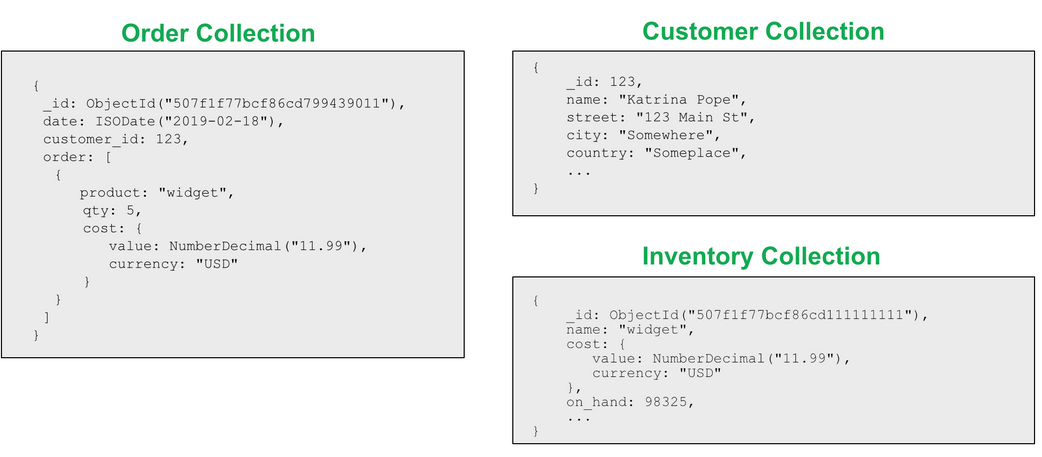 Order Collection
{
_id: ObjectId("507f1f77bcf86cd799439011"),
date: ISODate("2019-02-18"),
customer_id: 123,
order: [
{
product: "widget",
qty: 5,
cost: {
value: NumberDecimal("11.99"),
currency: "USD"
}
}
]
}
Customer Collection
{
_id: 123,
name: "Katrina Pope",
street: "123 Main St",
city: "Somewhere",
country: "Someplace",
...
}
Inventory Collection
{
_id: ObjectId("507f1f77bcf86cd111111111"),
name: "widget",
cost: {
value: NumberDecimal("11.99"),
currency: "USD"
},
on_hand: 98325,
...
}